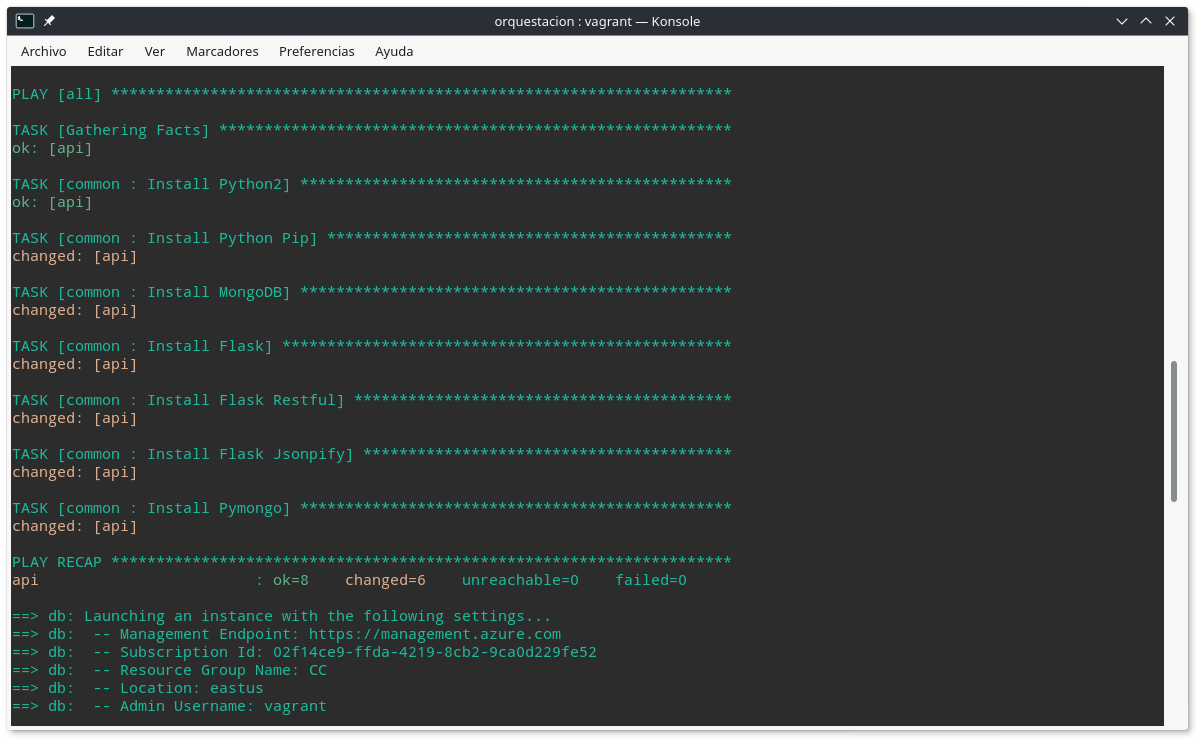 orquestacion : vagrant — Konsole
Archivo Editar Ver Marcadores Preferencias Ayuda
PLAY [all] *********************************************************************
TASK [Gathering Facts] *********************************************************
ok: [api]
TASK [common : Install Python2] ************************************************
ok: [api]
TASK [common : Install Python Pip] *********************************************
changed: [api]
TASK [common : Install MongoDB] ************************************************
changed: [api]
TASK [common : Install Flask] **************************************************
changed: [api]
TASK [common : Install Flask Restful] ******************************************
changed: [api]
TASK [common : Install Flask Jsonpify] *****************************************
changed: [api]
TASK [common : Install Pymongo] ************************************************
changed: [api]
PLAY RECAP *********************************************************************
api                        : ok=8    changed=6    unreachable=0    failed=0
==> db: Launching an instance with the following settings...
==> db:  -- Management Endpoint: https://management.azure.com
==> db:  -- Subscription Id: 02f14ce9-ffda-4219-8cb2-9ca0d229fe52
==> db:  -- Resource Group Name: CC
==> db:  -- Location: eastus
==> db:  -- Admin Username: vagrant